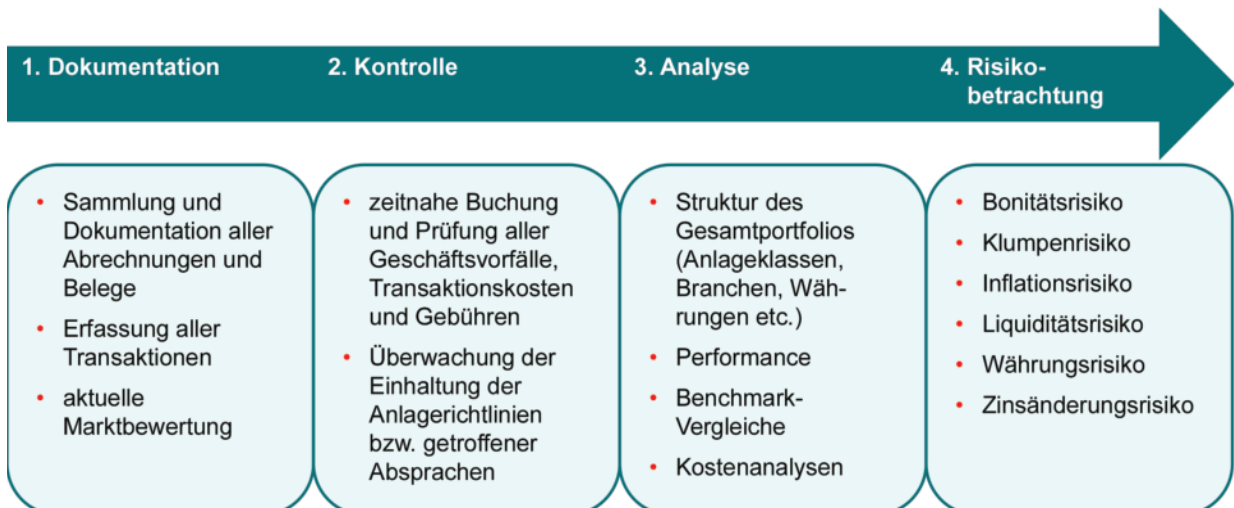 1. Dokumentation
2. Kontrolle
3. Analyse
4. Risiko-
betrachtung
• Sammlung und
Dokumentation aller
Abrechnungen und
Belege
• Erfassung aller
Transaktionen
• aktuelle
Marktbewertung
• zeitnahe Buchung
und Prüfung aller
Geschäftsvorfälle,
Transaktionskosten
und Gebühren
• Überwachung der
Einhaltung der
Anlagerichtlinien
bzw. getroffener
Absprachen
• Struktur des
Gesamtportfolios
(Anlageklassen,
Branchen, Wäh-
rungen etc.)
• Performance
• Benchmark-
Vergleiche
• Kostenanalysen
• Bonitätsrisiko
• Klumpenrisiko
• Inflationsrisiko
• Liquiditätsrisiko
• Währungsrisiko
• Zinsänderungsrisiko